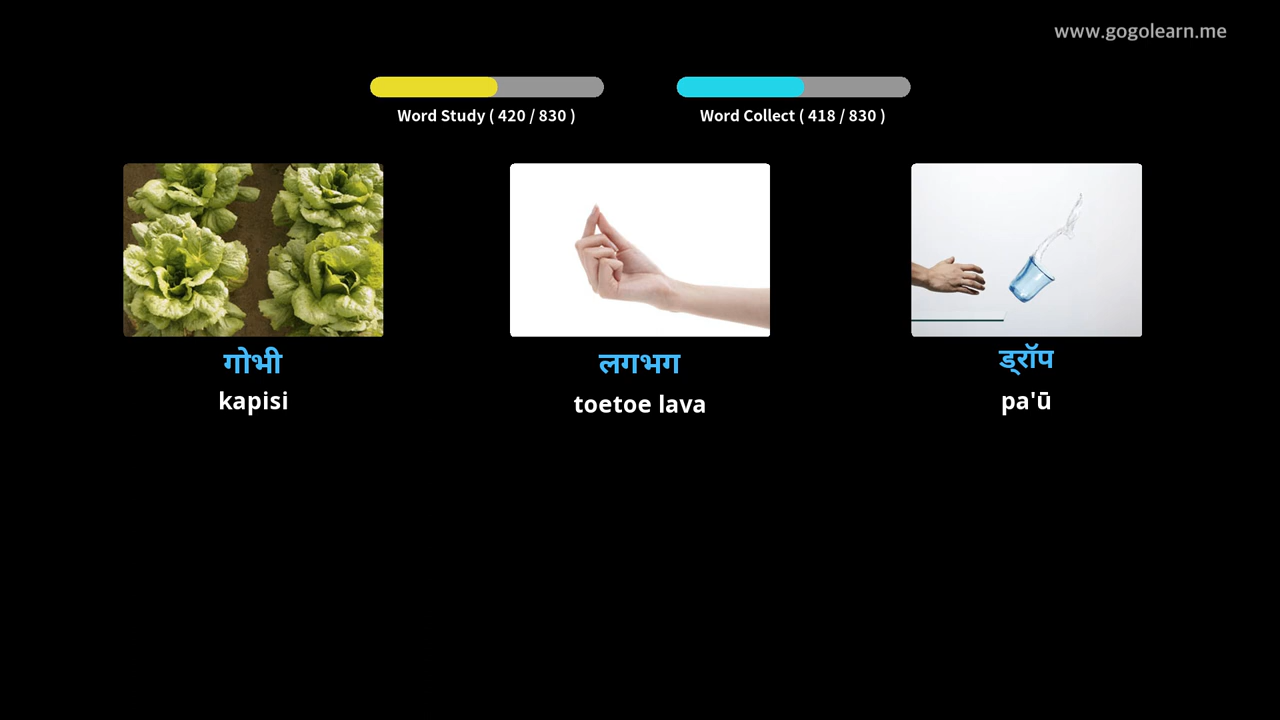 www.gogolearn.me
Word Study ( 420 / 830 )
Word Collect ( 418 / 830 )
गोभी
लगभग
ड्रॉप
kapisi
toetoe lava
pa'ū